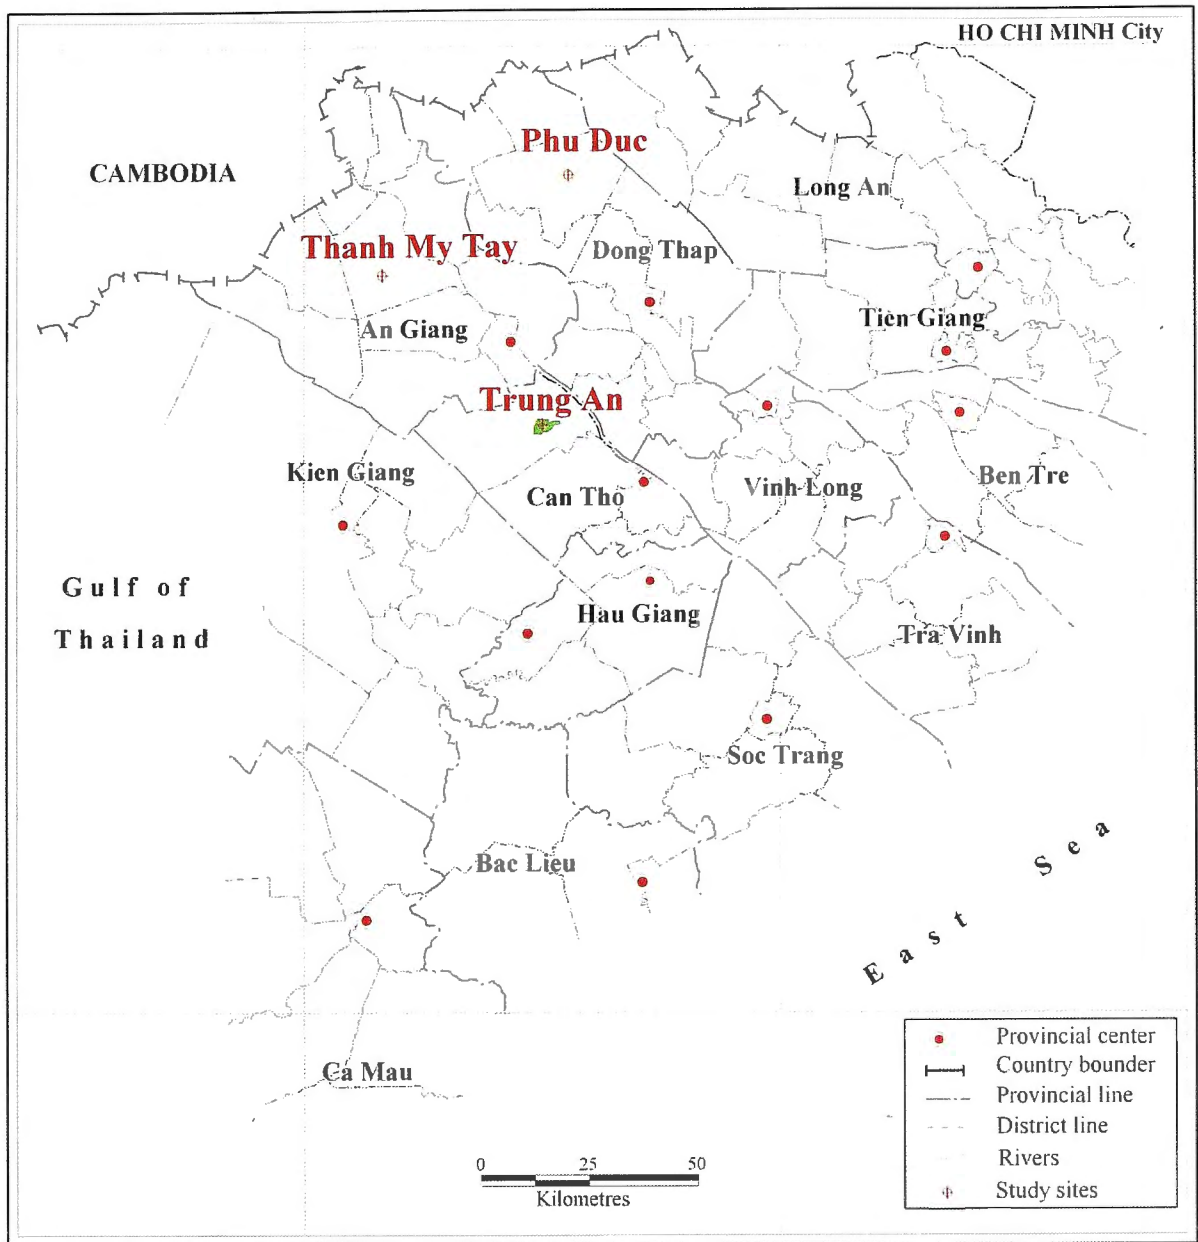 HO CHI MINH City
Phu Duc
CAMBODIA
Long An
Thanh My Tay
Dong Thap
An Giang
Tien Giang
Trung An
Kien Giang
Can Tho
Vinh Long
Ben Tre
Gulf of
Thailand
Hau Giang
Tra Vinh
Soc Trang
East Sea
Bac Lieu
Ca Mau
Provincial center
Country bounder
Provincial line
District line
Rivers
Study sites
0 25 50
Kilometres